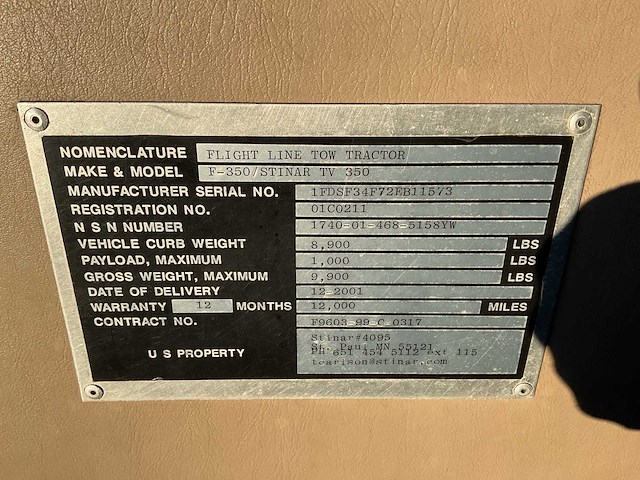 NOMENCLATURE FLIGHT LINE TOW TRACTOR
MAKE & MODEL F-350/STINAR TV 350
MANUFACTURER SERIAL NO. 1FDSF34F72EB11573
REGISTRATION NO. 01C0211
N S N NUMBER 1740-01-468-5158YW
VEHICLE CURB WEIGHT 8,900 LBS
PAYLOAD, MAXIMUM 1,000 LBS
GROSS WEIGHT, MAXIMUM 9,900 LBS
DATE OF DELIVERY 12-2001
WARRANTY 12 MONTHS 12,000 MILES
CONTRACT NO. F9603-99-C-0317
U S PROPERTY
Stinar#4095
St. Paul MN 55121
PH 651 454 5112 ext 115
tcarlson@stinar.com